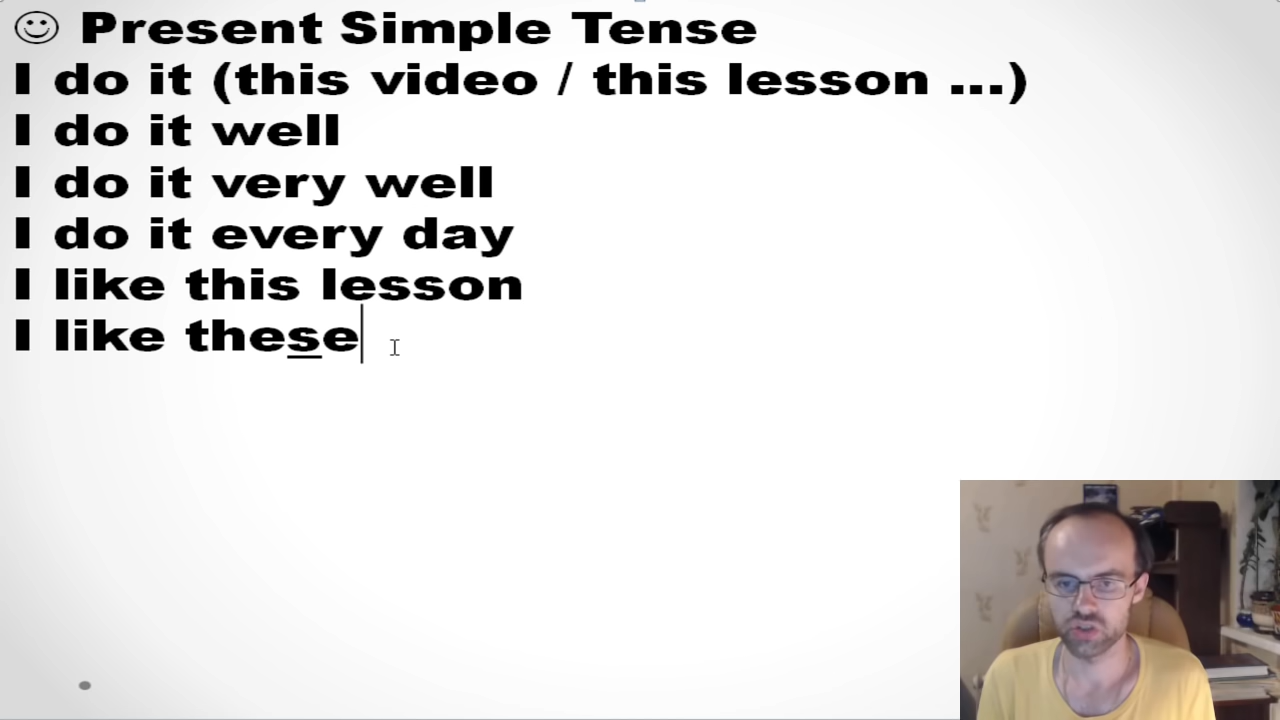 ☺ Present Simple Tense
I do it (this video / this lesson ...)
I do it well
I do it very well
I do it every day
I like this lesson
I like these